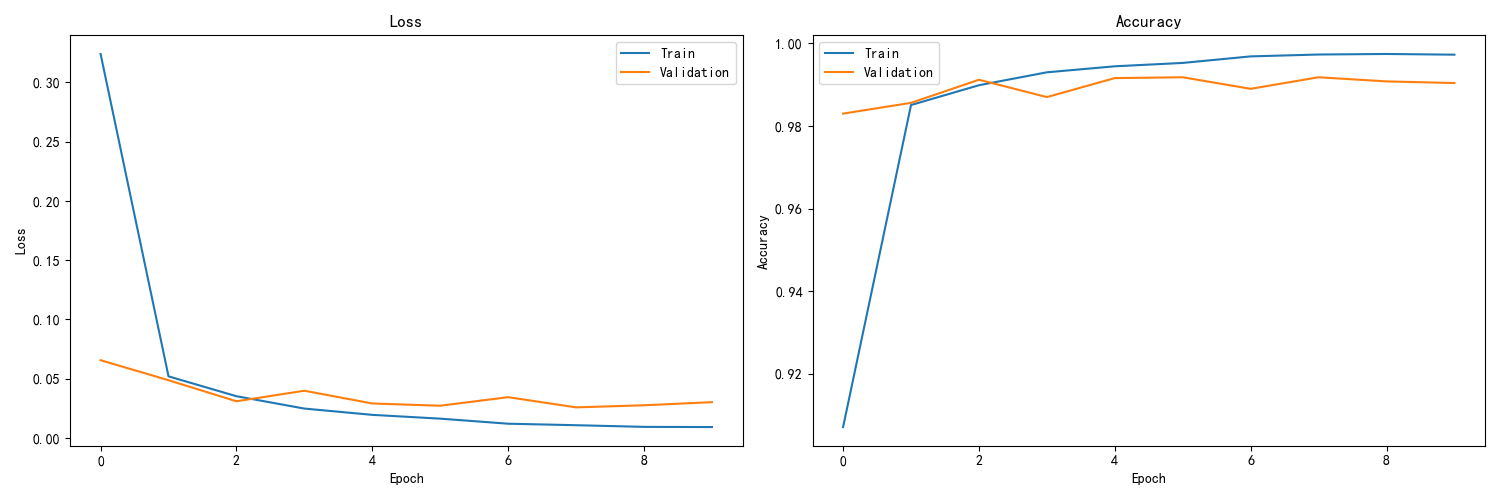 Loss
Train
Validation
0.30
0.25
0.20
0.15
0.10
0.05
0.00
Loss
0 2 4 6 8
Epoch
Accuracy
Train
Validation
1.00
0.98
0.96
0.94
0.92
Accuracy
0 2 4 6 8
Epoch